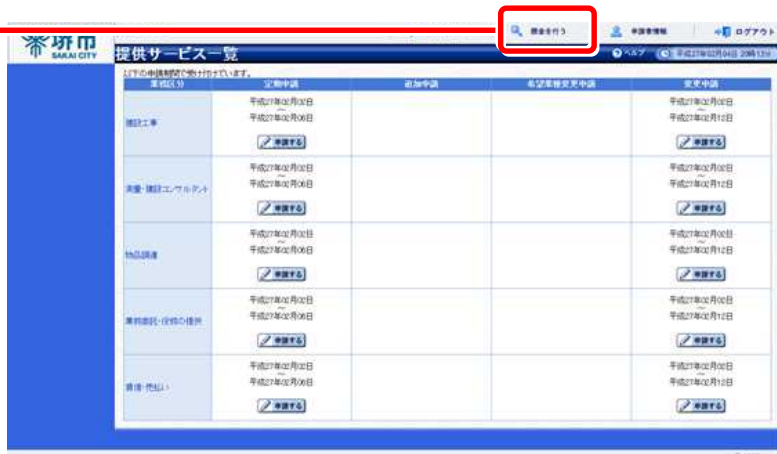 照会を行う 申請者情報 ログアウト
堺市
SAKAI CITY
提供サービス一覧
ヘルプ
以下の申請期間で受け付けています。
業務区分 定期申請 追加申請 希望業種変更申請 変更申請
建設工事
平成27年02月02日 平成27年02月02日
～ ～
平成27年02月06日 平成27年02月12日
申請する 申請する
測量・建設コンサルタント
平成27年02月02日 平成27年02月02日
～ ～
平成27年02月06日 平成27年02月12日
申請する 申請する
物品調達
平成27年02月02日 平成27年02月02日
～ ～
平成27年02月06日 平成27年02月12日
申請する 申請する
業務委託・役務の提供
平成27年02月02日 平成27年02月02日
～ ～
平成27年02月06日 平成27年02月12日
申請する 申請する
賃借・売払い
平成27年02月02日 平成27年02月02日
～ ～
平成27年02月06日 平成27年02月12日
申請する 申請する